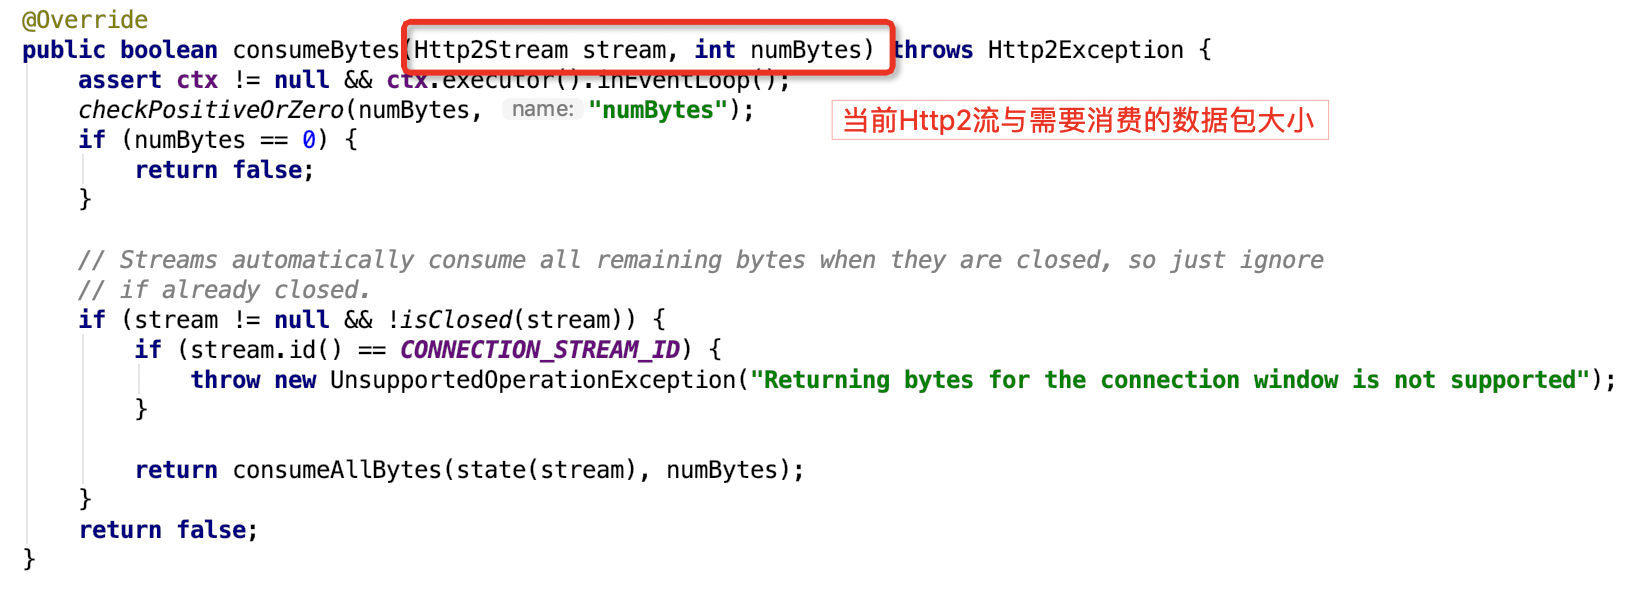 @Override
public boolean consumeBytes(Http2Stream stream, int numBytes) throws Http2Exception {
    assert ctx != null && ctx.executor().inEventLoop();
    checkPositiveOrZero(numBytes, name: "numBytes");
当前Http2流与需要消费的数据包大小
    if (numBytes == 0) {
        return false;
    }
    // Streams automatically consume all remaining bytes when they are closed, so just ignore
    // if already closed.
    if (stream != null && !isClosed(stream)) {
        if (stream.id() == CONNECTION_STREAM_ID) {
            throw new UnsupportedOperationException("Returning bytes for the connection window is not supported");
        }
        return consumeAllBytes(state(stream), numBytes);
    }
    return false;
}